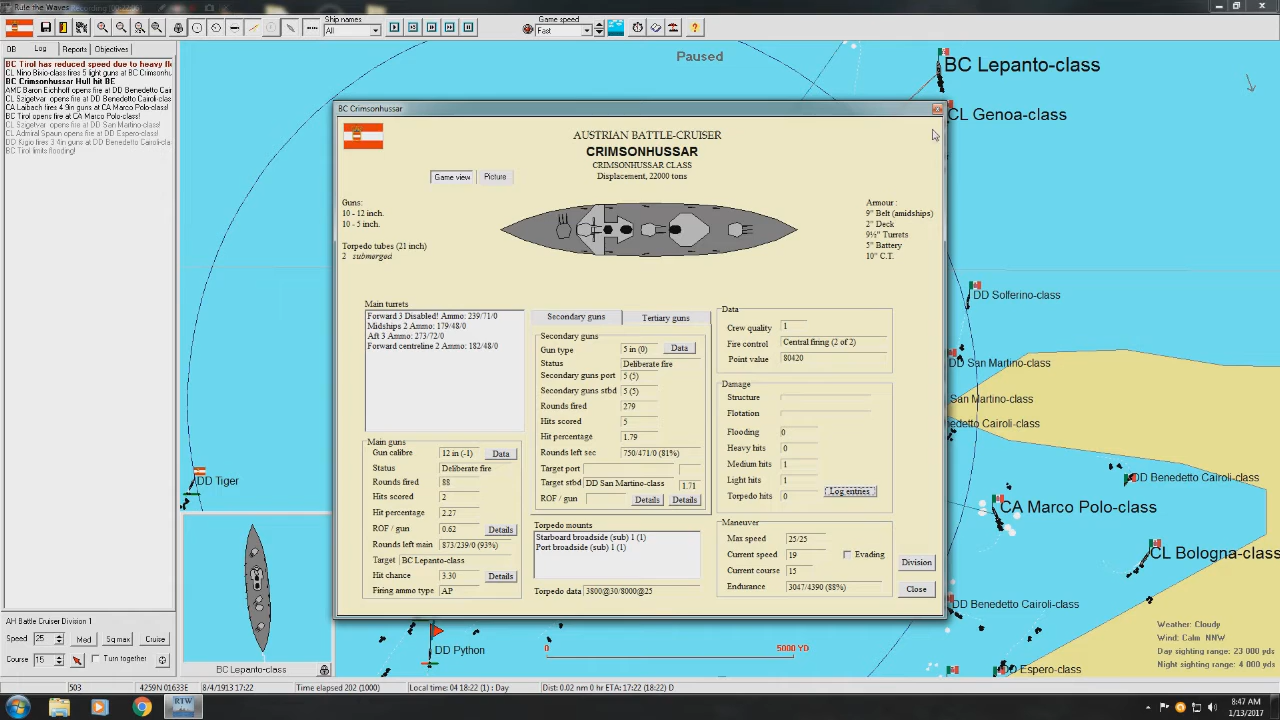 Rule the Waves
Ship names
All
Game speed
Fast
DB
Log
Reports
Objectives
BC Tirol has reduced speed due to heavy fl
CL Nino Bixio-class fires 5 light guns at BC Crimsonhu
BC Crimsonhussar Hull hit BE
AMC Baron Eichhoff opens fire at DD Benedetto Cairoli-cl
CL Szigetvar opens fire at DD Benedetto Cairoli-class!
CA Laibach fires 4 9in guns at CA Marco Polo-class!
BC Tirol opens fire at CA Marco Polo-class!
CL Szigetvar opens fire at DD San Martino-class!
CL Admiral Spaun opens fire at DD Espero-class!
DD Kigio fires 3 4in guns at DD Benedetto Cairoli-cla
BC Tirol limits flooding!
Paused
BC Lepanto-class
CL Genoa-class
DD Solferino-class
DD San Martino-class
San Martino-class
edetto Cairoli-class
DD Benedetto Cairoli-class
CA Marco Polo-class
CL Bologna-class
DD Benedetto Cairoli-class
DD Espero-class
DD Tiger
DD Python
0
5000 YD
Weather: Cloudy
Wind: Calm NNW
Day sighting range: 23 000 yds
Night sighting range: 4 000 yds
BC Crimsonhussar
AUSTRIAN BATTLE-CRUISER
CRIMSONHUSSAR
CRIMSONHUSSAR CLASS
Displacement, 22000 tons
Game view
Picture
Guns:
10 - 12 inch.
10 - 5 inch.
Torpedo tubes (21 inch)
2 submerged
Armour :
9" Belt (amidships)
2" Deck
9½" Turrets
5" Battery
10" C.T.
Main turrets
Forward 3 Disabled! Ammo: 239/71/0
Midships 2 Ammo: 179/48/0
Aft 3 Ammo: 273/72/0
Forward centreline 2 Ammo: 182/48/0
Main guns
Gun calibre 12 in (-1) Data
Status Deliberate fire
Rounds fired 88
Hits scored 2
Hit percentage 2.27
ROF / gun 0.62 Details
Rounds left main 873/239/0 (93%)
Target BC Lepanto-class
Hit chance 3.30 Details
Firing ammo type AP
Secondary guns
Tertiary guns
Secondary guns
Gun type 5 in (0) Data
Status Deliberate fire
Secondary guns port 5 (5)
Secondary guns stbd 5 (5)
Rounds fired 279
Hits scored 5
Hit percentage 1.79
Rounds left sec 750/471/0 (81%)
Target port
Target stbd DD San Martino-class 1.71
ROF / gun Details Details
Torpedo mounts
Starboard broadside (sub) 1 (1)
Port broadside (sub) 1 (1)
Torpedo data 3800@30/8000@25
Data
Crew quality 1
Fire control Central firing (2 of 2)
Point value 80420
Damage
Structure
Flotation
Flooding 0
Heavy hits 0
Medium hits 1
Light hits 1
Torpedo hits 0
Log entries
Maneuver
Max speed 25/25
Current speed 19 Evading
Current course 15
Endurance 3047/4390 (88%)
Division
Close
AH Battle Cruiser Division 1
Speed 25 Med Sq max Cruise
Course 15 Turn together
BC Lepanto-class
503
4259N 01633E
8/4/1913 17:22
Time elapsed 202 (1000)
Local time: 04 18:22 (1) : Day
Dist: 0.02 nm 0 hr ETA:17:22 (18:22) D
RTW
8:47 AM
1/13/2017